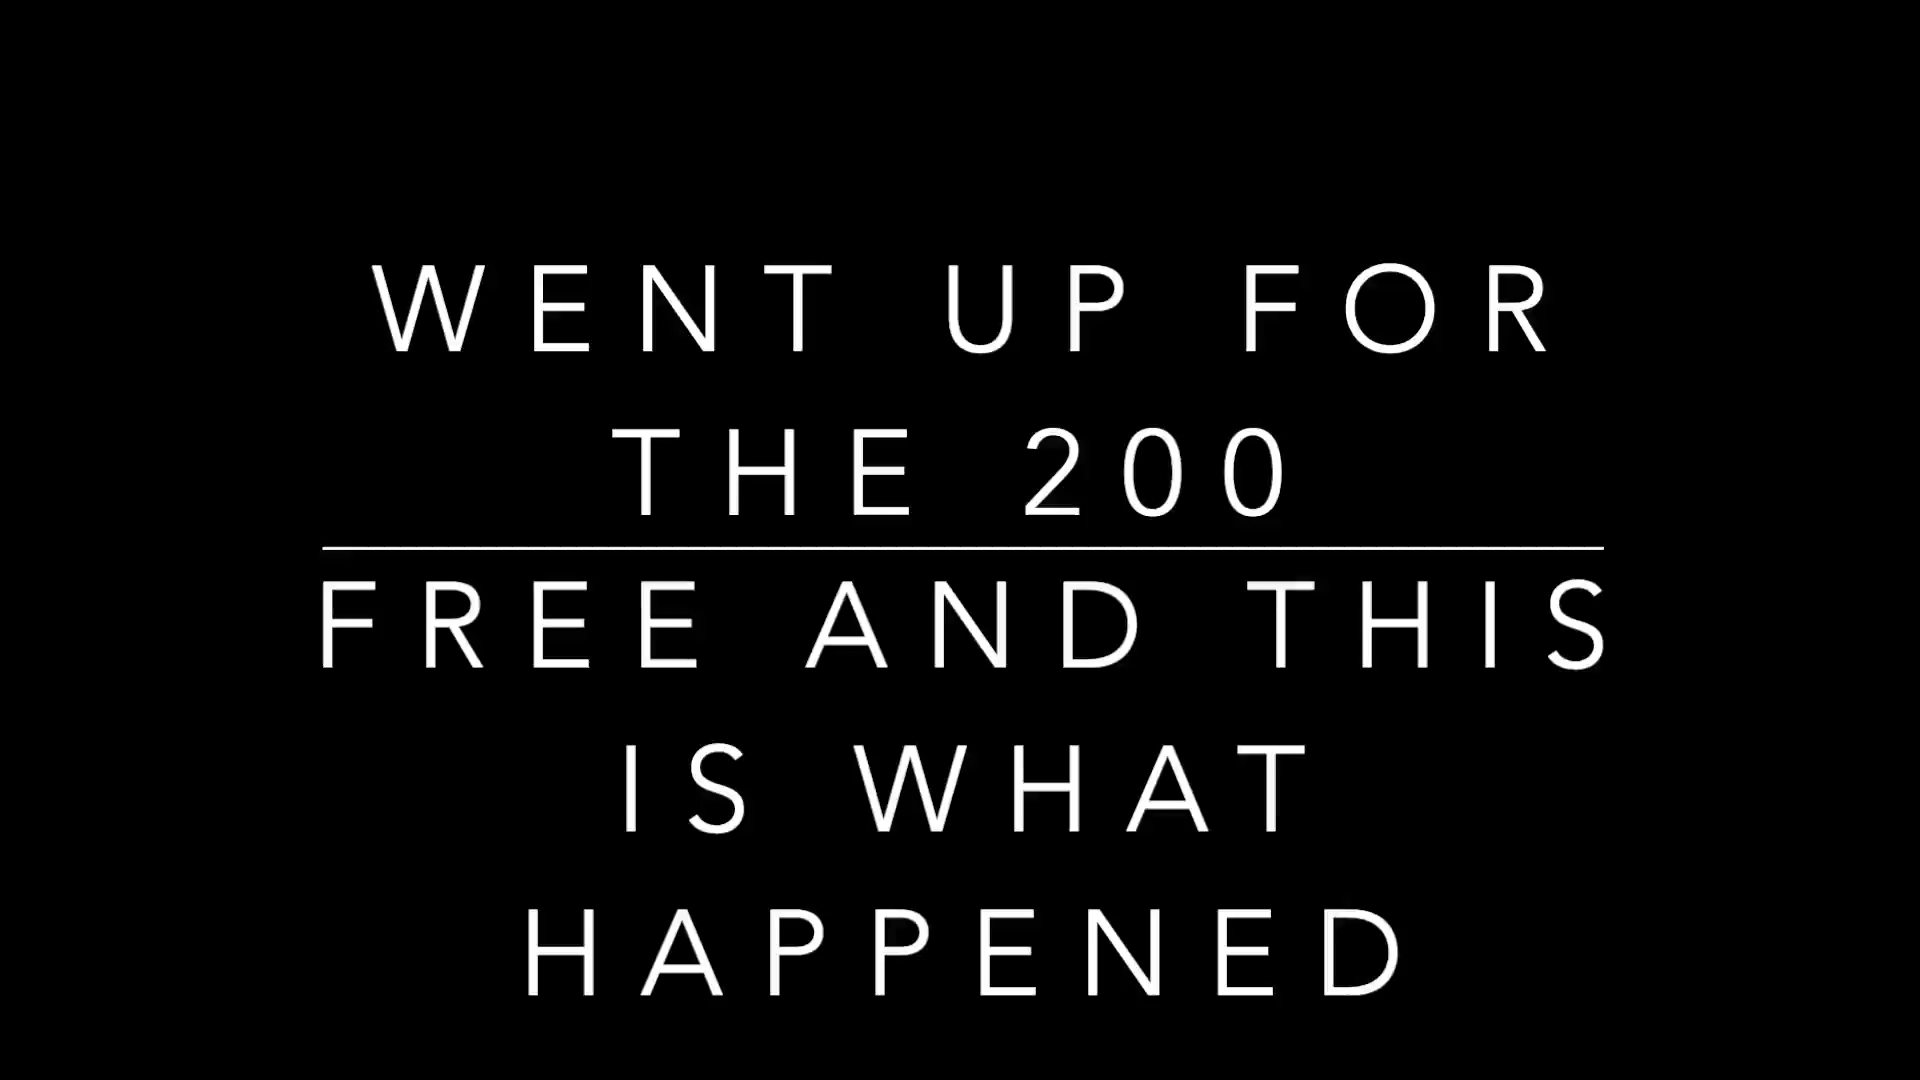 WENT UP FOR
THE 200
FREE AND THIS
IS WHAT
HAPPENED